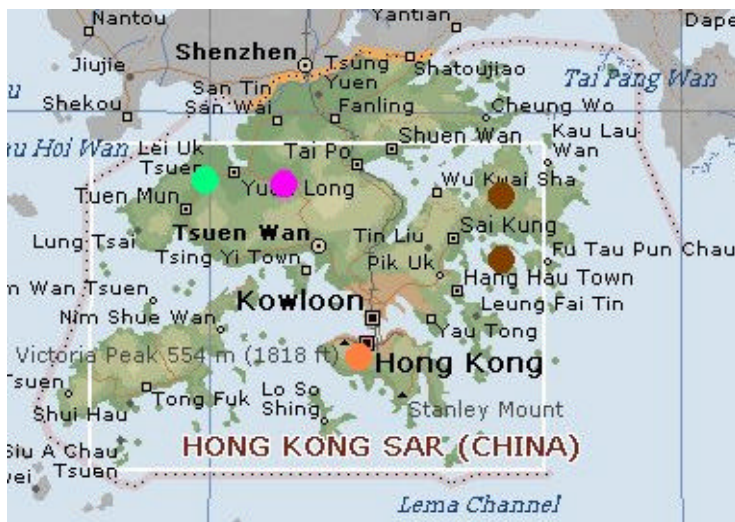 Nantou
Yantian
Dape
Shenzhen
Tsung
Yuen
Jiujie
Shatoujiao
Tai Pang Wan
San Tin
San Wai
Shekou
Fanling
Cheung Wo
Hoi Wan
Lei Uk
Tsuen
Shuen Wan
Kau Lau
Wan
Tai Po
Yuen Long
Wu Kwai Sha
Tuen Mun
Sai Kung
Lung Tsai
Tsuen Wan
Tin Liu
Fu Tau Pun Chau
Tsing Yi Town
Pik Uk
Hang Hau Town
Wan Tsuen
Kowloon
Leung Fai Tin
Nim Shue Wan
Yau Tong
Victoria Peak 554 m (1818 ft)
Hong Kong
Tsuen
Tong Fuk
Lo So
Shing
Shui Hau
Stanley Mount
Siu A Chau
Tsuen
HONG KONG SAR (CHINA)
Lema Channel